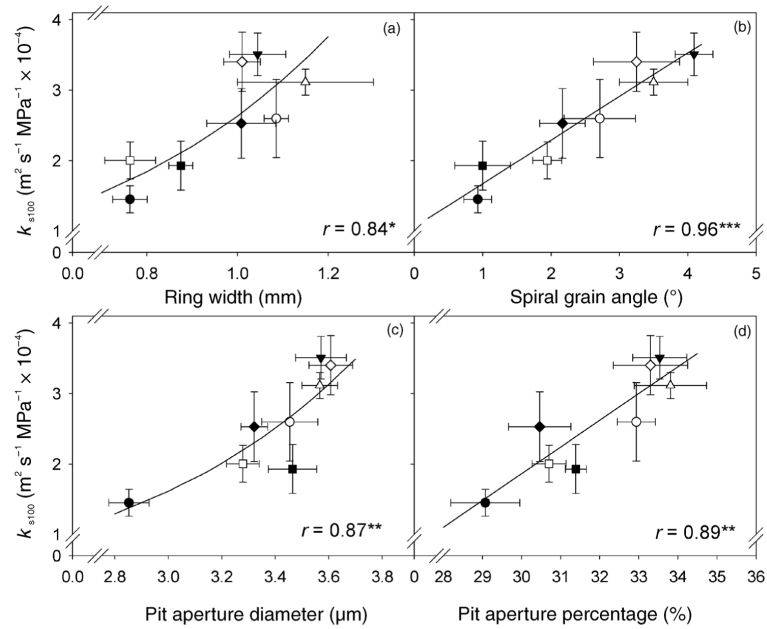 (a)
4
3
2
1
0
k s100 (m² s⁻¹ MPa⁻¹ × 10⁻⁴)
r = 0.84*
0.0 0.8 1.0 1.2
Ring width (mm)
(b)
r = 0.96***
0 1 2 3 4 5
Spiral grain angle (°)
(c)
4
3
2
1
0
k s100 (m² s⁻¹ MPa⁻¹ × 10⁻⁴)
r = 0.87**
0.0 2.8 3.0 3.2 3.4 3.6 3.8
Pit aperture diameter (µm)
(d)
r = 0.89**
0 28 29 30 31 32 33 34 35 36
Pit aperture percentage (%)